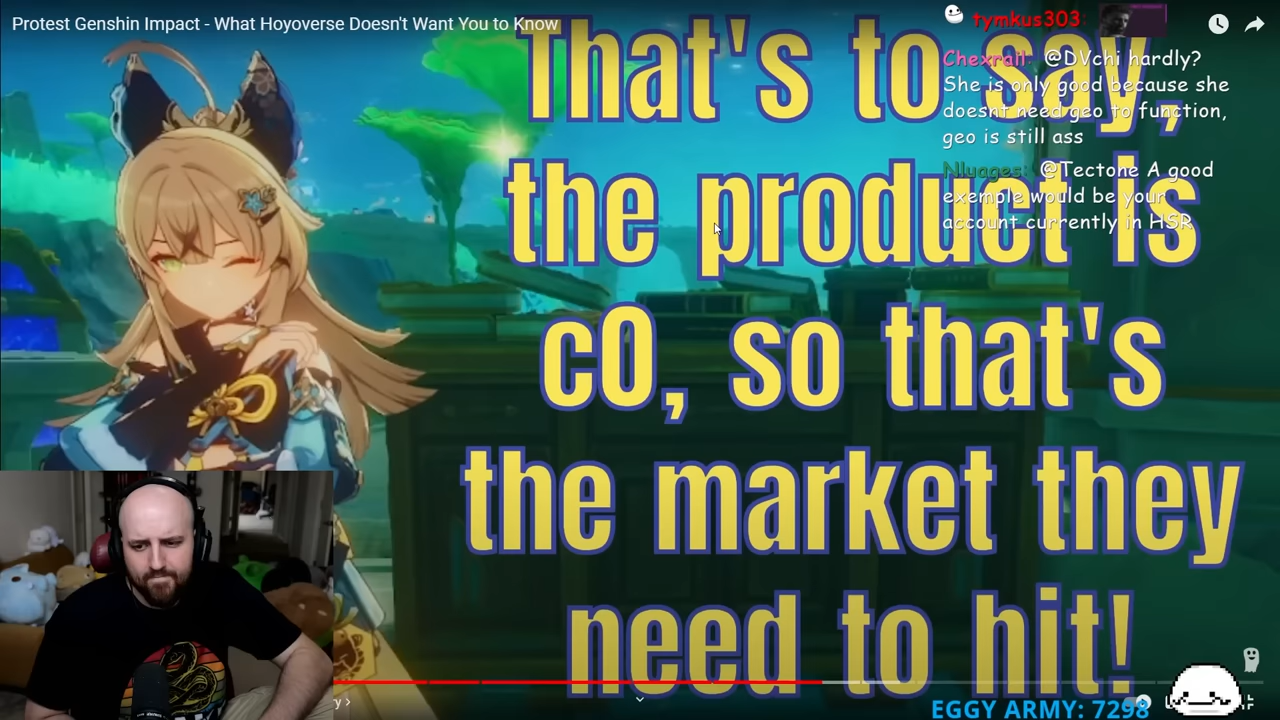 Protest Genshin Impact - What Hoyoverse Doesn't Want You to Know
tymkus303:
Chexrail: @DVchi hardly?
She is only good because she
doesnt need geo to function,
geo is still ass
Nluages: @Tectone A good
exemple would be your
account currently in HSR
That's to say,
the product is
c0, so that's
the market they
need to hit!
EGGY ARMY: 7298